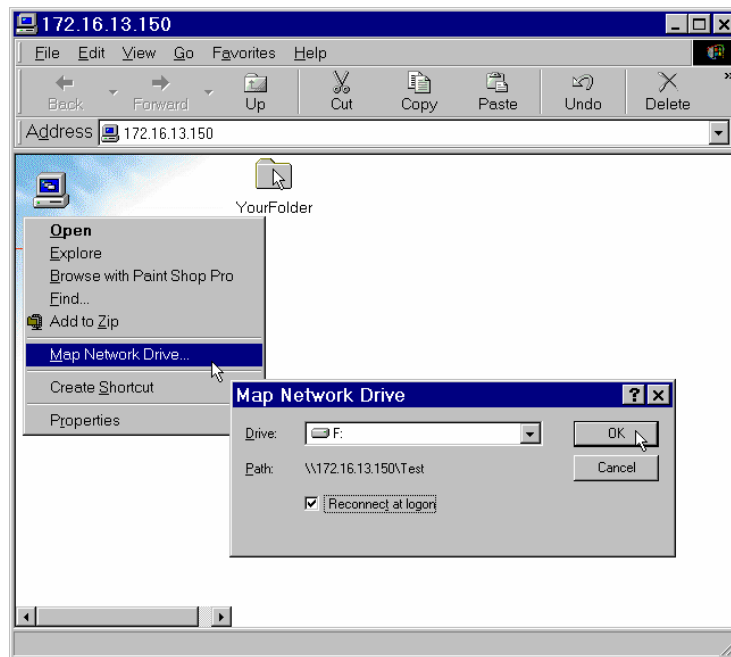 172.16.13.150
File Edit View Go Favorites Help
Back Forward Up Cut Copy Paste Undo Delete »
Address 172.16.13.150
YourFolder
Open
Explore
Browse with Paint Shop Pro
Find...
Add to Zip
Map Network Drive...
Create Shortcut
Properties
Map Network Drive
Drive: F: OK
Path: \\172.16.13.150\Test Cancel
Reconnect at logon